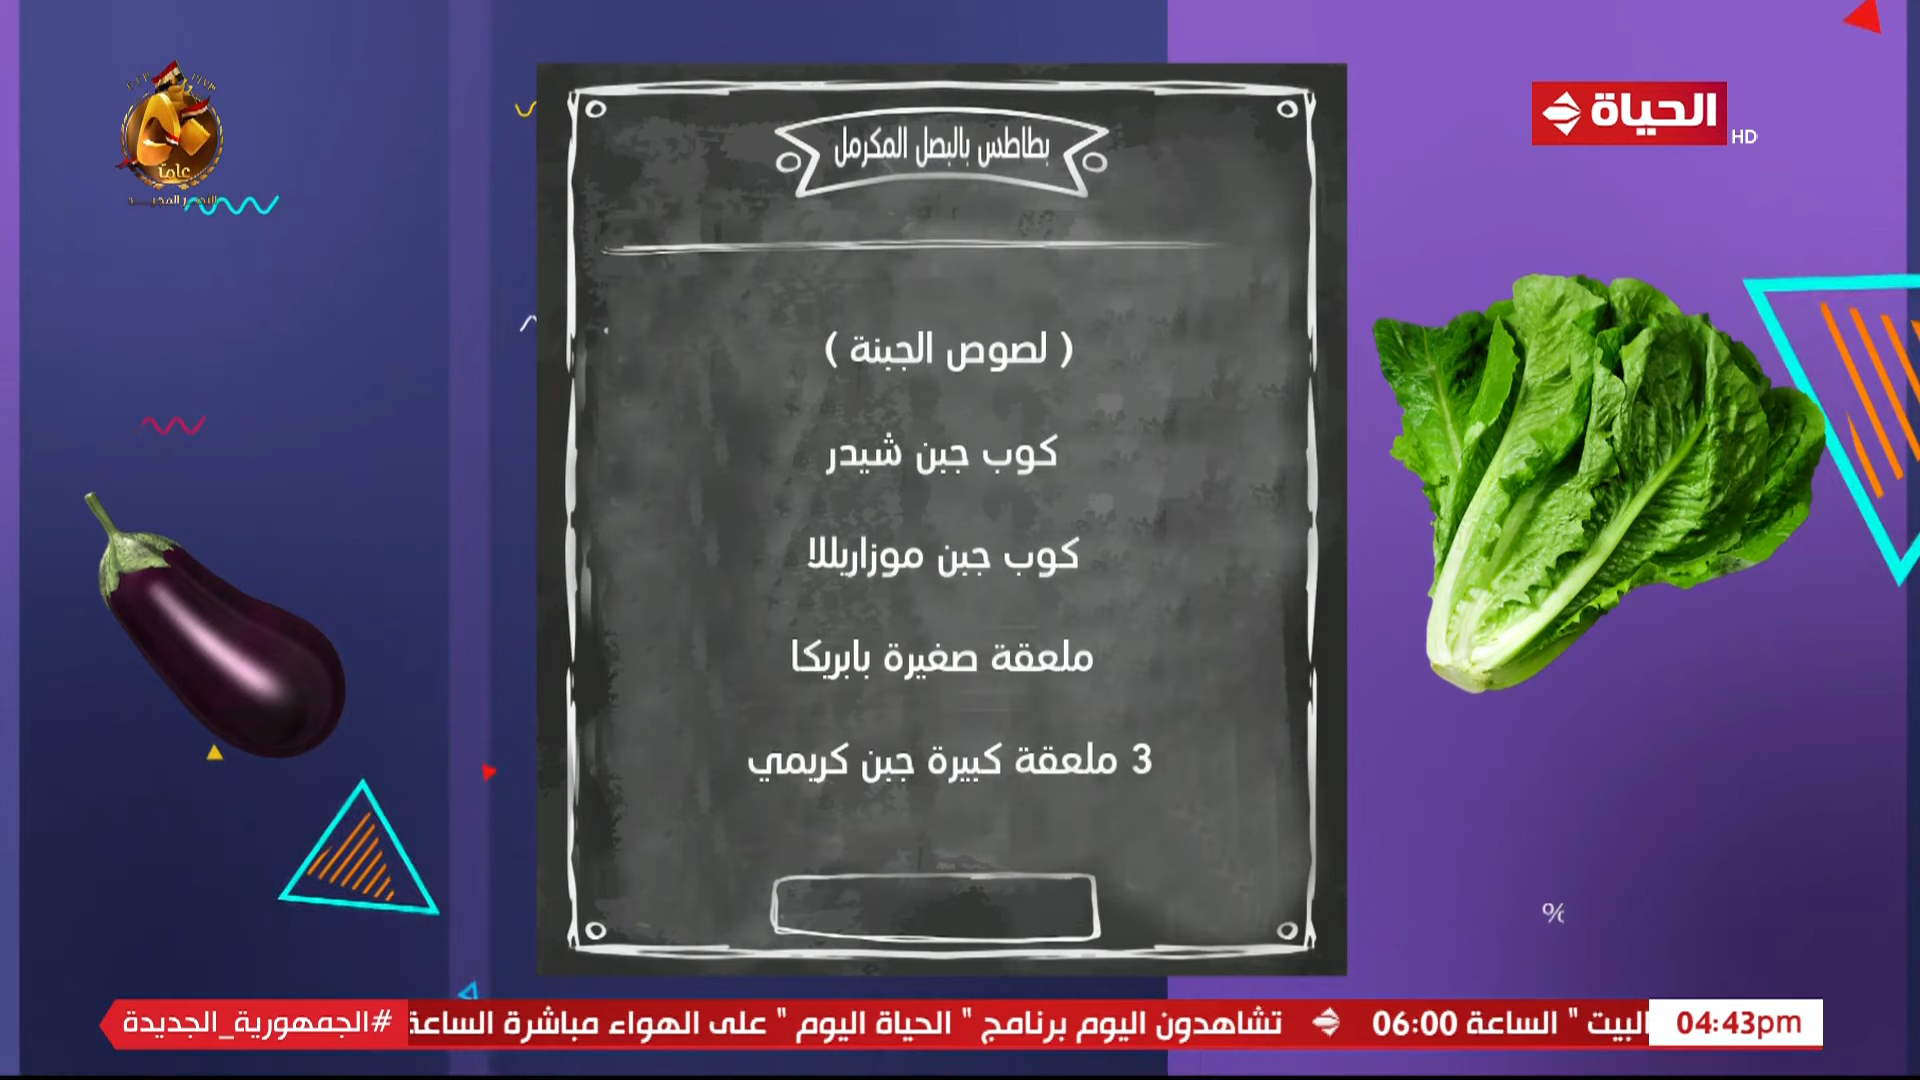 عاما
الحياة
HD
بطاطس بالبصل المكرمل
( لصوص الجبنة )
كوب جبن شيدر
كوب جبن موزاريللا
ملعقة صغيرة بابريكا
3 ملعقة كبيرة جبن كريمي
%
04:43pm
البيت " الساعة 06:00 تشاهدون اليوم برنامج " الحياة اليوم " على الهواء مباشرة الساعة
#الجمهورية_الجديدة